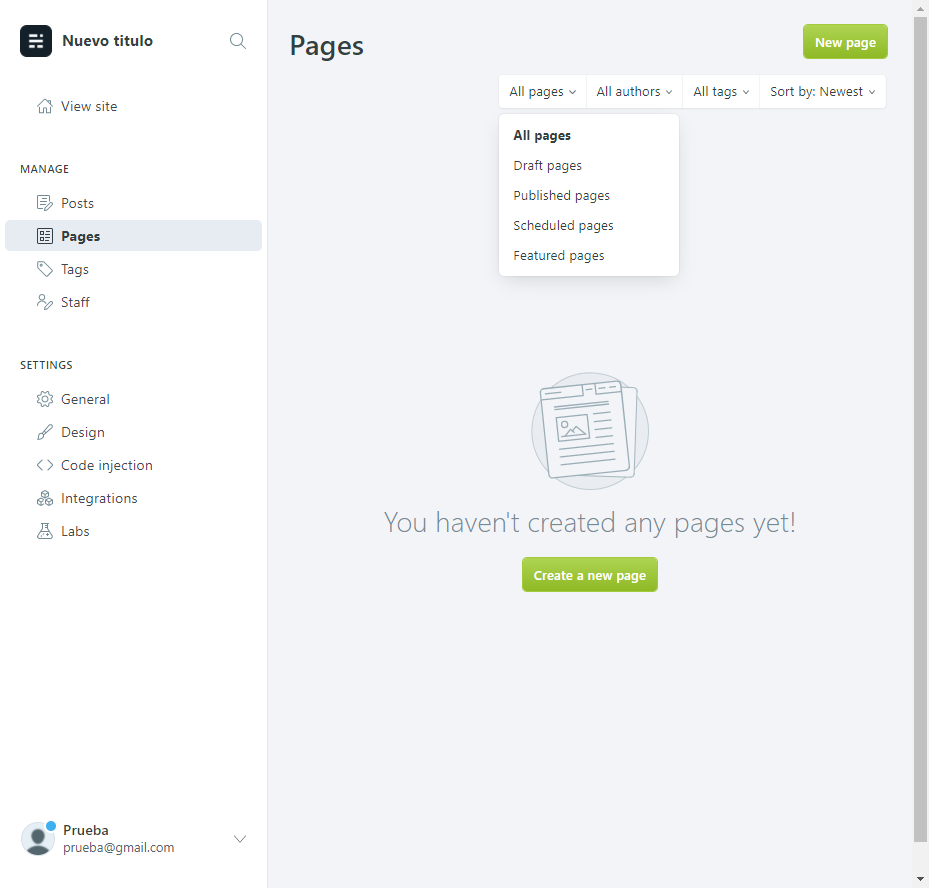 Nuevo titulo
View site
MANAGE
Posts
Pages
Tags
Staff
SETTINGS
General
Design
Code injection
Integrations
Labs
Prueba
prueba@gmail.com
Pages
New page
All pages All authors All tags Sort by: Newest
All pages
Draft pages
Published pages
Scheduled pages
Featured pages
You haven't created any pages yet!
Create a new page